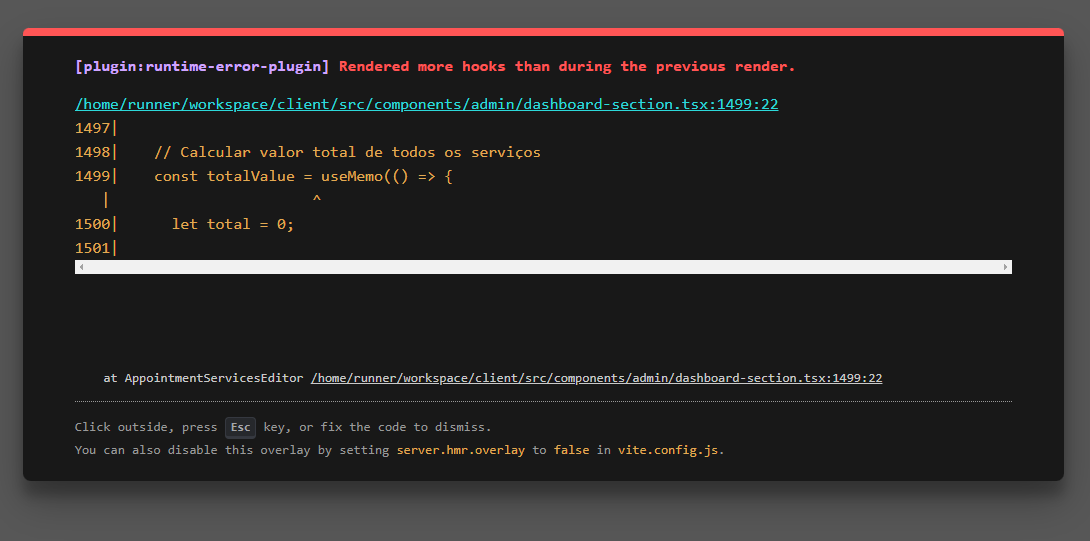 [plugin:runtime-error-plugin] Rendered more hooks than during the previous render.
/home/runner/workspace/client/src/components/admin/dashboard-section.tsx:1499:22
1497|
1498|    // Calcular valor total de todos os serviços
1499|    const totalValue = useMemo(() => {
    |                       ^
1500|      let total = 0;
1501|
at AppointmentServicesEditor /home/runner/workspace/client/src/components/admin/dashboard-section.tsx:1499:22
Click outside, press Esc key, or fix the code to dismiss.
You can also disable this overlay by setting server.hmr.overlay to false in vite.config.js.